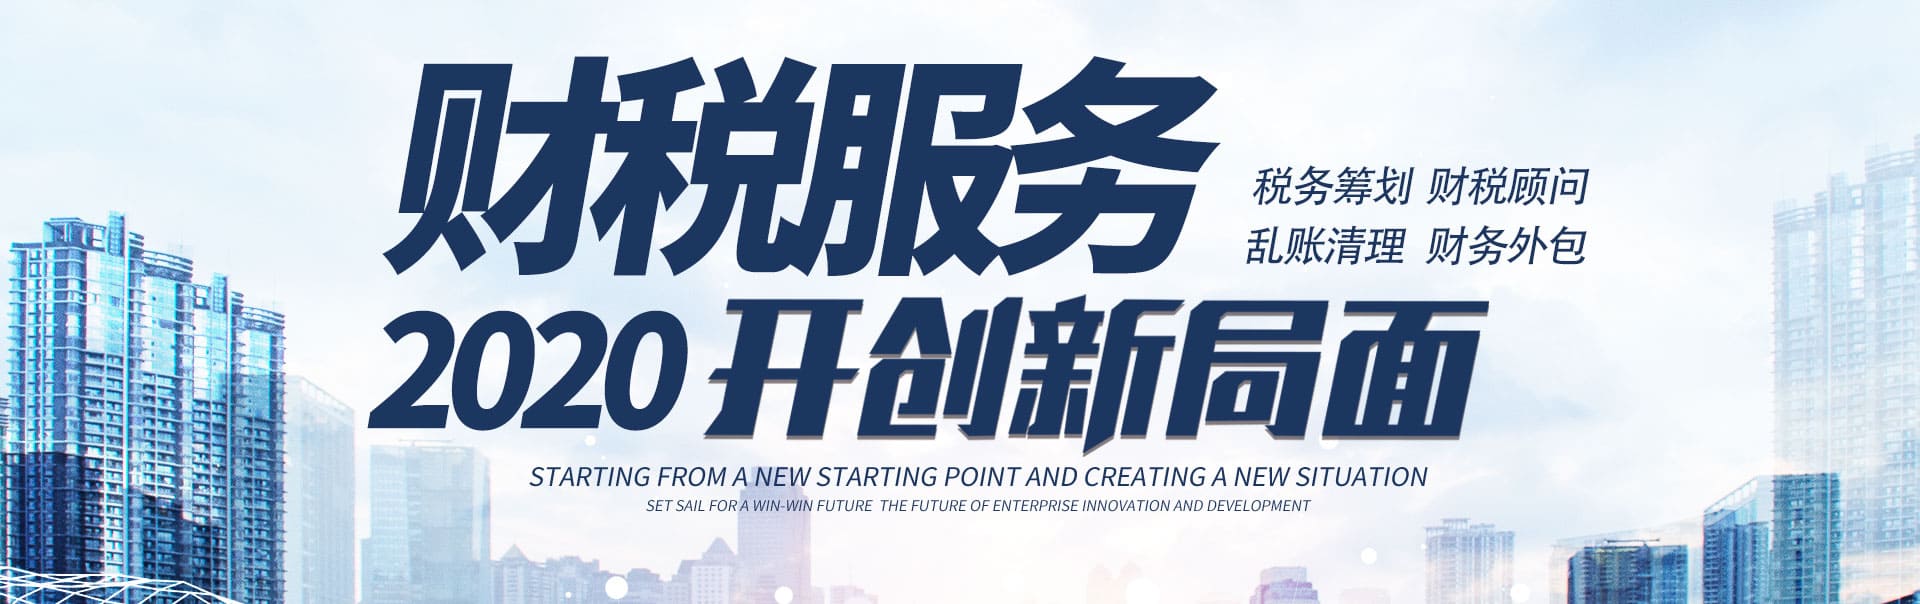 财税服务
税务筹划 财税顾问
乱账清理 财务外包
2020 开创新局面
STARTING FROM A NEW STARTING POINT AND CREATING A NEW SITUATION
SET SAIL FOR A WIN-WIN FUTURE THE FUTURE OF ENTERPRISE INNOVATION AND DEVELOPMENT